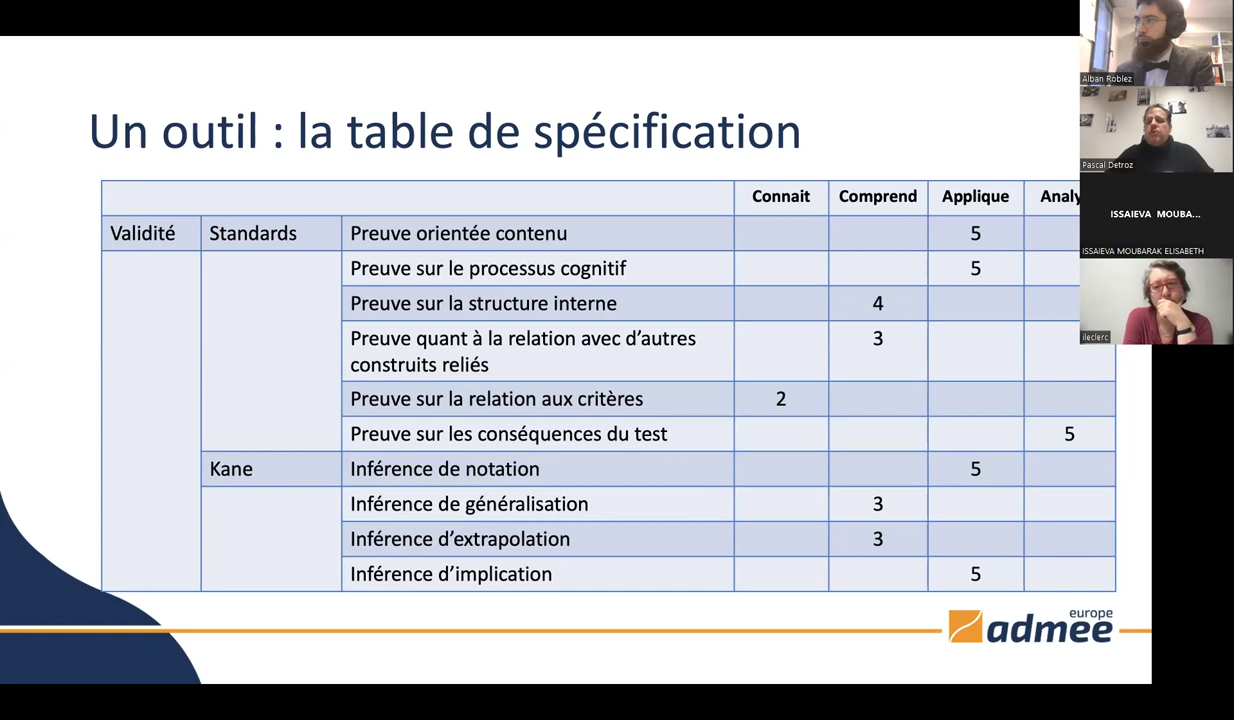 Un outil : la table de spécification
Connait Comprend Applique Analy
Validité Standards Preuve orientée contenu 5
Preuve sur le processus cognitif 5
Preuve sur la structure interne 4
Preuve quant à la relation avec d’autres 3
construits reliés
Preuve sur la relation aux critères 2
Preuve sur les conséquences du test 5
Kane Inférence de notation 5
Inférence de généralisation 3
Inférence d’extrapolation 3
Inférence d’implication 5
europe
admee
Alban Roblez
Pascal Detroz
ISSAIEVA MOUBA...
ISSAIEVA MOUBARAK ELISABETH
ileclerc